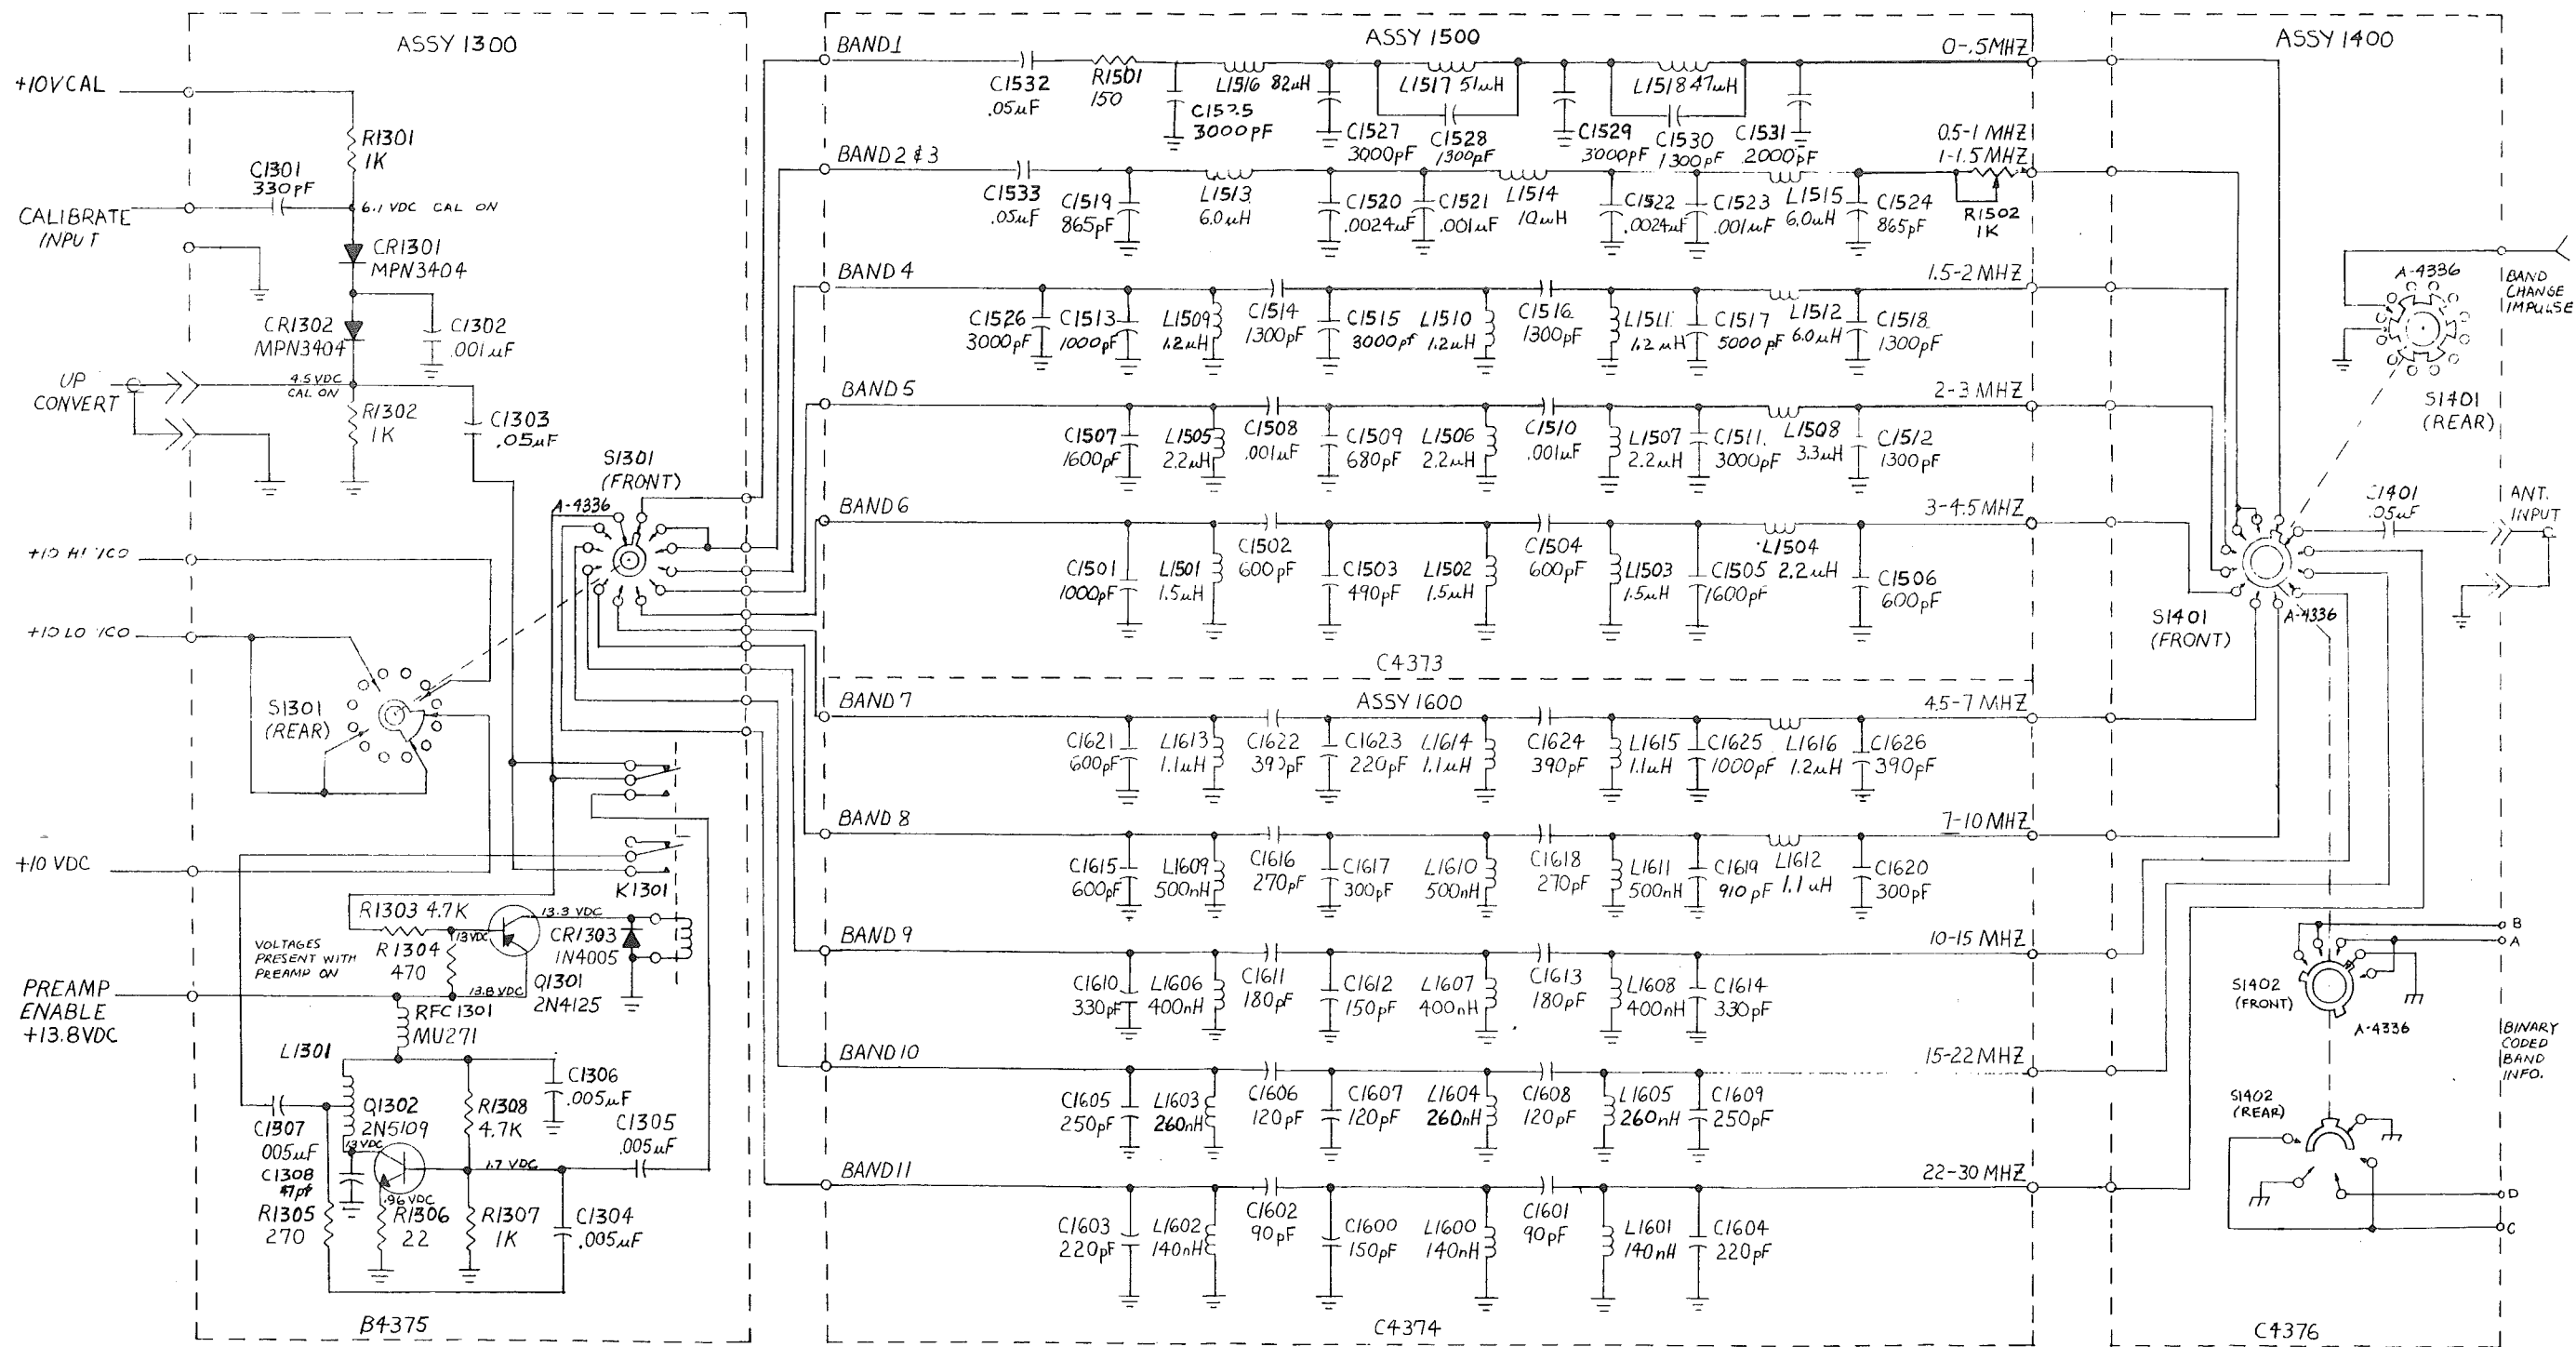 ASSY 1300
+10V CAL
R1301
1K
C1301
330pF
6.1 VDC CAL ON
CALIBRATE
INPUT
CR1301
MPN3404
CR1302
MPN3404
C1302
.001uF
UP
CONVERT
4.5 VDC
CAL ON
R1302
1K
C1303
.05uF
S1301
(FRONT)
A-4336
+10 HI
+10 LO
S1301
(REAR)
+10 VDC
K1301
R1303 4.7K
13.3 VDC
13VDC
CR1303
1N4005
VOLTAGES
PRESENT WITH
PREAMP ON
R1304
470
Q1301
2N4125
13.8 VDC
PREAMP
ENABLE
+13.8VDC
RFC1301
MU271
L1301
C1306
.005uF
Q1302
2N5109
R1308
4.7K
C1305
.005uF
C1307
005uF
13VDC
1.7 VDC
C1308
47pf
.96 VDC
R1305
270
R1306
22
R1307
1K
C1304
.005uF
B4375
ASSY 1500
BAND1
0-.5MHZ
C1532
.05uF
R1501
150
C1525
3000PF
L1516 82uH
C1527
3000pF
L1517 51uH
C1528
1300pF
C1529
3000pF
L1518 47uH
C1530
1300pF
C1531
.2000pF
BAND 2 & 3
0.5-1 MHZ
1-1.5 MHZ
C1533
.05uF
C1519
865pF
L1513
6.0uH
C1520
.0024uF
C1521
.001uF
L1514
10uH
C1522
.0024uF
C1523
.001uF
L1515
6.0uH
C1524
865pF
R1502
1K
BAND 4
1.5-2 MHZ
C1526
3000pF
C1513
1000pF
L1509
1.2uH
C1514
1300pF
C1515
3000pf
L1510
1.2uH
C1516
1300pF
L1511
1.2uH
C1517
5000pF
L1512
6.0uH
C1518
1300pF
BAND 5
2-3 MHZ
C1507
1600pF
L1505
2.2uH
C1508
.001uF
C1509
680pF
L1506
2.2uH
C1510
.001uF
L1507
2.2uH
C1511
3000pF
L1508
3.3uH
C1512
1300pF
BAND 6
3-4.5 MHZ
C1501
1000pF
L1501
1.5uH
C1502
600pF
C1503
490pF
L1502
1.5uH
C1504
600pF
L1503
1.5uH
C1505
1600pF
L1504
2.2uH
C1506
600pF
C4373
ASSY 1600
BAND 7
4.5-7 MHZ
C1621
600pF
L1613
1.1uH
C1622
390pF
C1623
220pF
L1614
1.1uH
C1624
390pF
L1615
1.1uH
C1625
1000pF
L1616
1.2uH
C1626
390pF
BAND 8
7-10 MHZ
C1615
600pF
L1609
500nH
C1616
270pF
C1617
300pF
L1610
500nH
C1618
270pF
L1611
500nH
C1619
910 pF
L1612
1.1uH
C1620
300pF
BAND 9
10-15 MHZ
C1610
330pF
L1606
400nH
C1611
180pF
C1612
150pF
L1607
400nH
C1613
180pF
L1608
400nH
C1614
330pF
BAND 10
15-22 MHZ
C1605
250pF
L1603
260nH
C1606
120pF
C1607
120pF
L1604
260nH
C1608
120pF
L1605
260nH
C1609
250pF
BAND 11
22-30 MHZ
C1603
220pF
L1602
140nH
C1602
90pF
C1600
150pF
L1600
140nH
C1601
90pF
L1601
140nH
C1604
220pF
C4374
ASSY 1400
A-4336
BAND
CHANGE
IMPULSE
S1401
(REAR)
C1401
.05uF
ANT.
INPUT
S1401
(FRONT)
A-4336
B
A
S1402
(FRONT)
A-4336
BINARY
CODED
BAND
INFO.
S1402
(REAR)
D
C
C4376